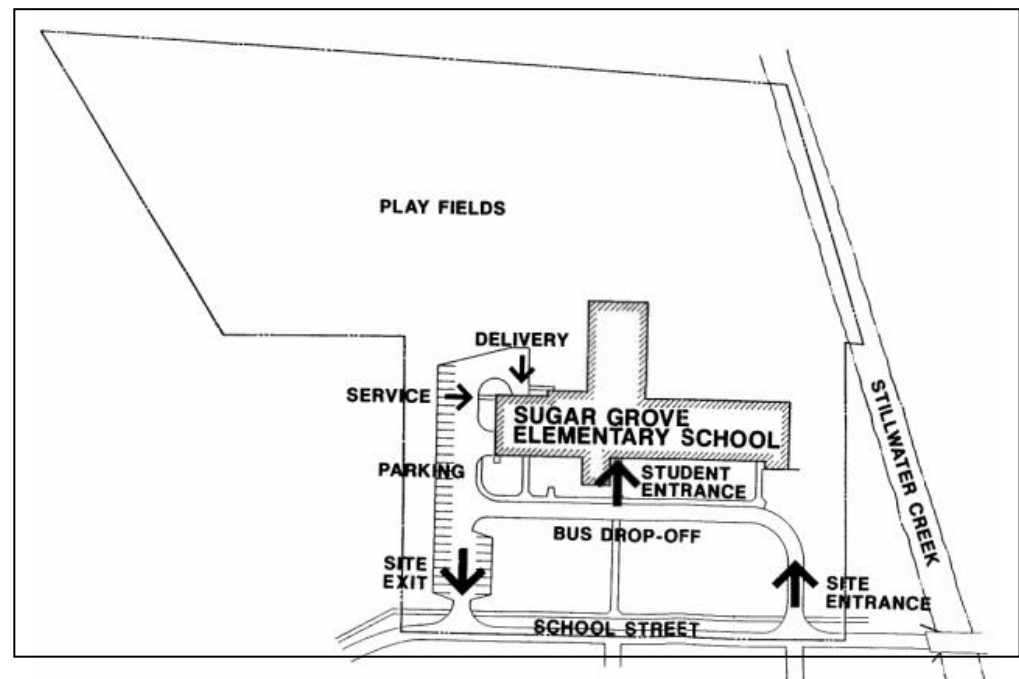 PLAY FIELDS
DELIVERY
SERVICE
SUGAR GROVE
ELEMENTARY SCHOOL
STILLWATER CREEK
PARKING
STUDENT
ENTRANCE
BUS DROP-OFF
SITE
EXIT
SITE
ENTRANCE
SCHOOL STREET